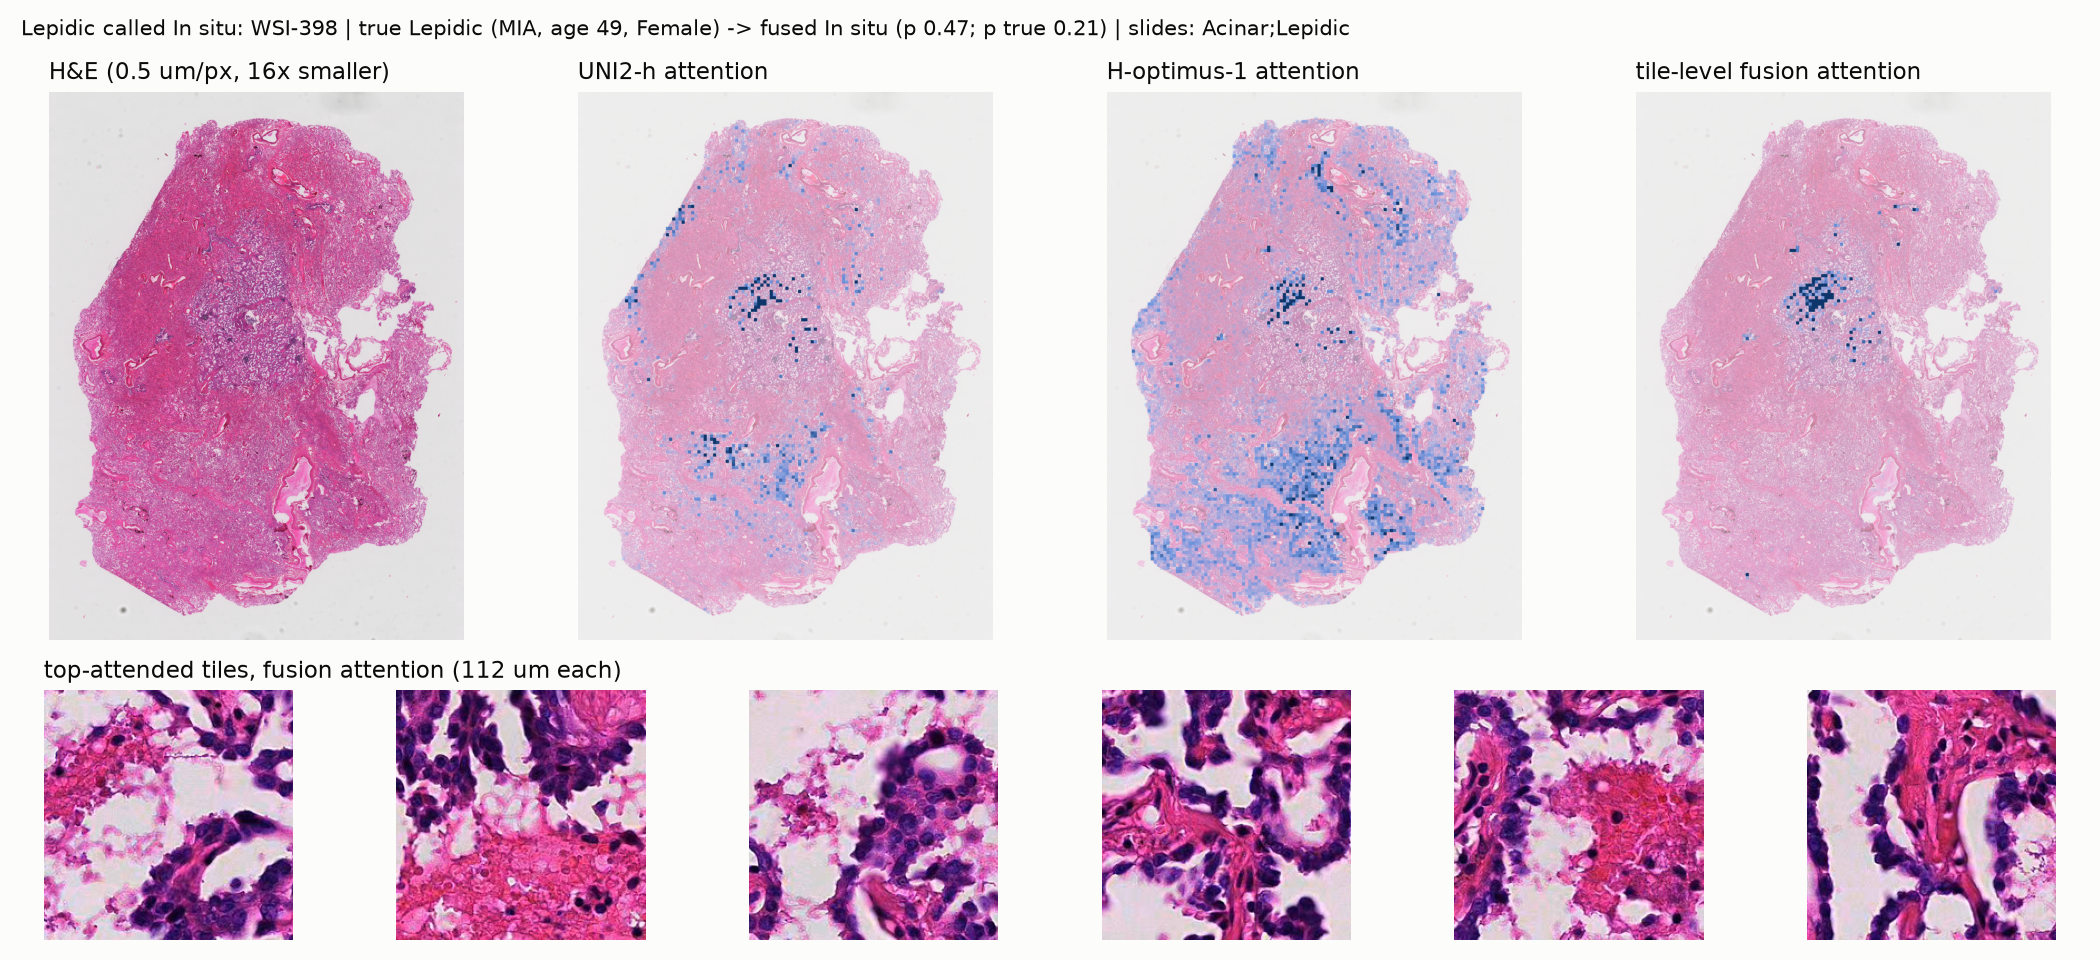 Lepidic called In situ: WSI-398 | true Lepidic (MIA, age 49, Female) -> fused In situ (p 0.47; p true 0.21) | slides: Acinar;Lepidic
H&E (0.5 um/px, 16x smaller)
UNI2-h attention
H-optimus-1 attention
tile-level fusion attention
top-attended tiles, fusion attention (112 um each)